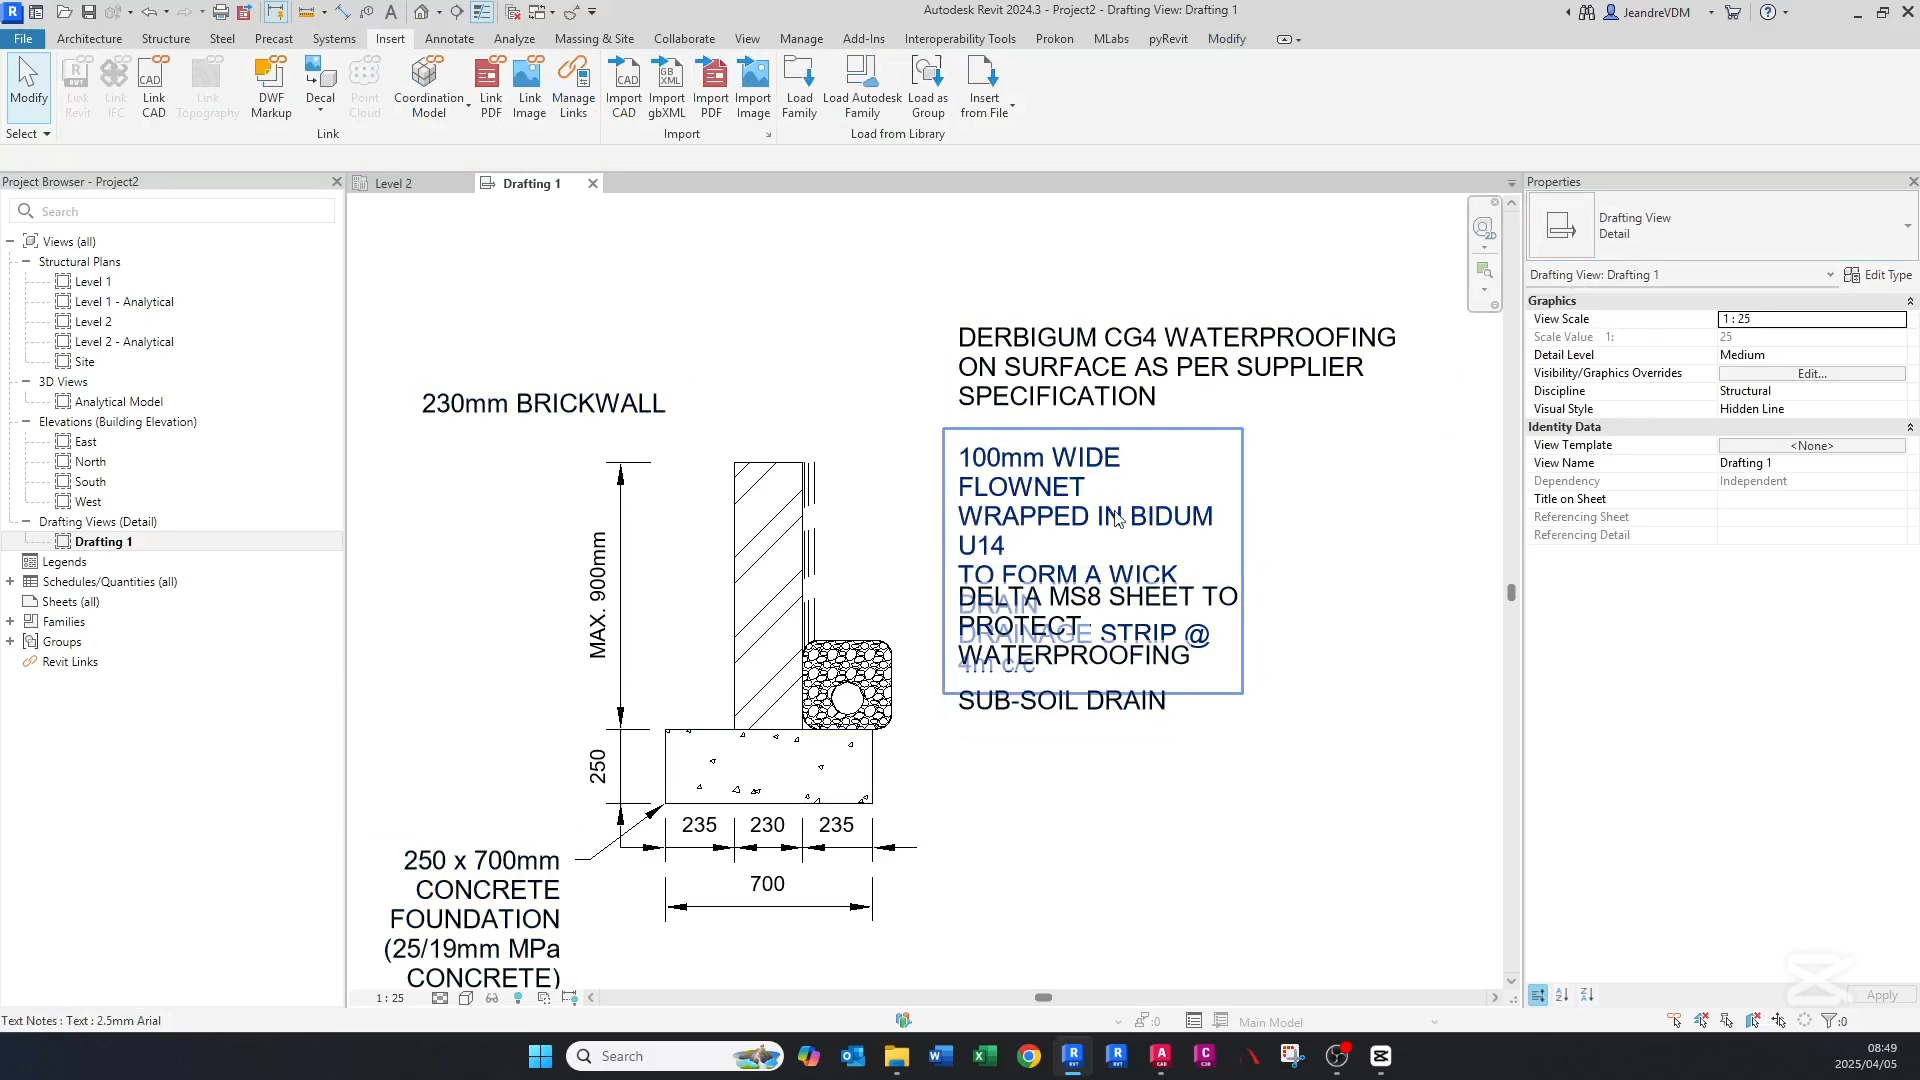 Autodesk Revit 2024.3 - Project2 - Drafting View: Drafting 1
JeandreVDM
File
Architecture
Structure
Steel
Precast
Systems
Insert
Annotate
Analyze
Massing & Site
Collaborate
View
Manage
Add-Ins
Interoperability Tools
Prokon
MLabs
pyRevit
Modify
Modify
Link Revit
Link IFC
Link CAD
Link Topography
DWF Markup
Decal
Point Cloud
Coordination Model
Link PDF
Link Image
Manage Links
Import CAD
Import gbXML
Import PDF
Import Image
Load Family
Load Autodesk Family
Load as Group
Insert from File
Select
Link
Import
Load from Library
Project Browser - Project2
Search
Views (all)
Structural Plans
Level 1
Level 1 - Analytical
Level 2
Level 2 - Analytical
Site
3D Views
Analytical Model
Elevations (Building Elevation)
East
North
South
West
Drafting Views (Detail)
Drafting 1
Legends
Schedules/Quantities (all)
Sheets (all)
Families
Groups
Revit Links
Level 2
Drafting 1
2D
230mm BRICKWALL
DERBIGUM CG4 WATERPROOFING
ON SURFACE AS PER SUPPLIER
SPECIFICATION
100mm WIDE
FLOWNET
WRAPPED IN BIDUM
U14
TO FORM A WICK
DRAIN
DRAINAGE STRIP @
4m c/c
DELTA MS8 SHEET TO
PROTECT
WATERPROOFING
SUB-SOIL DRAIN
MAX. 900mm
250
235
230
235
700
250 x 700mm
CONCRETE
FOUNDATION
(25/19mm MPa
CONCRETE)
1 : 25
Properties
Drafting View
Detail
Drafting View: Drafting 1
Edit Type
Graphics
View Scale
1 : 25
Scale Value 1:
25
Detail Level
Medium
Visibility/Graphics Overrides
Edit...
Discipline
Structural
Visual Style
Hidden Line
Identity Data
View Template
<None>
View Name
Drafting 1
Dependency
Independent
Title on Sheet
Referencing Sheet
Referencing Detail
Apply
Text Notes : Text : 2.5mm Arial
:0
Main Model
:0
Search
08:49
2025/04/05